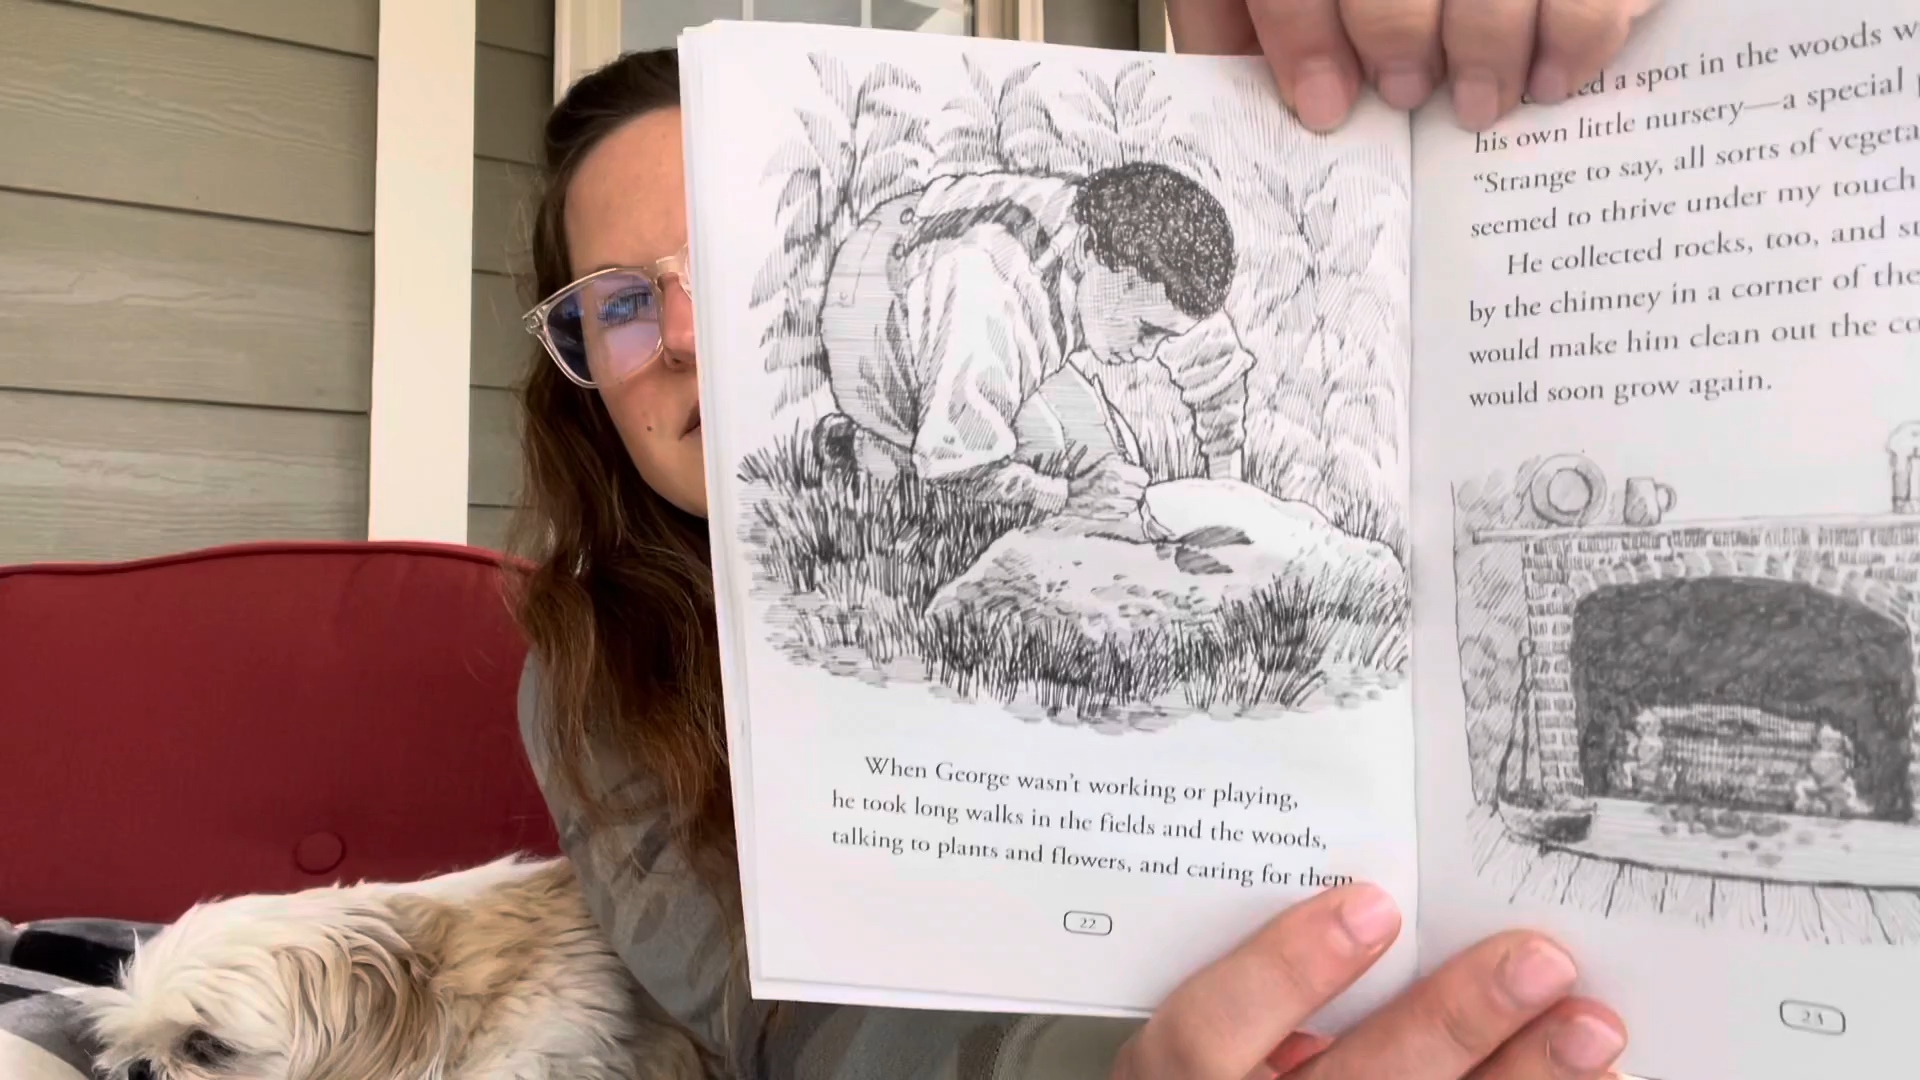 When George wasn't working or playing,
he took long walks in the fields and the woods,
talking to plants and flowers, and caring for them
22
a spot in the woods
his own little nursery—a special
“Strange to say, all sorts of
seemed to thrive under my touch
He collected rocks, too, and
by the chimney in a corner of the
would make him clean out the
would soon grow again.
23